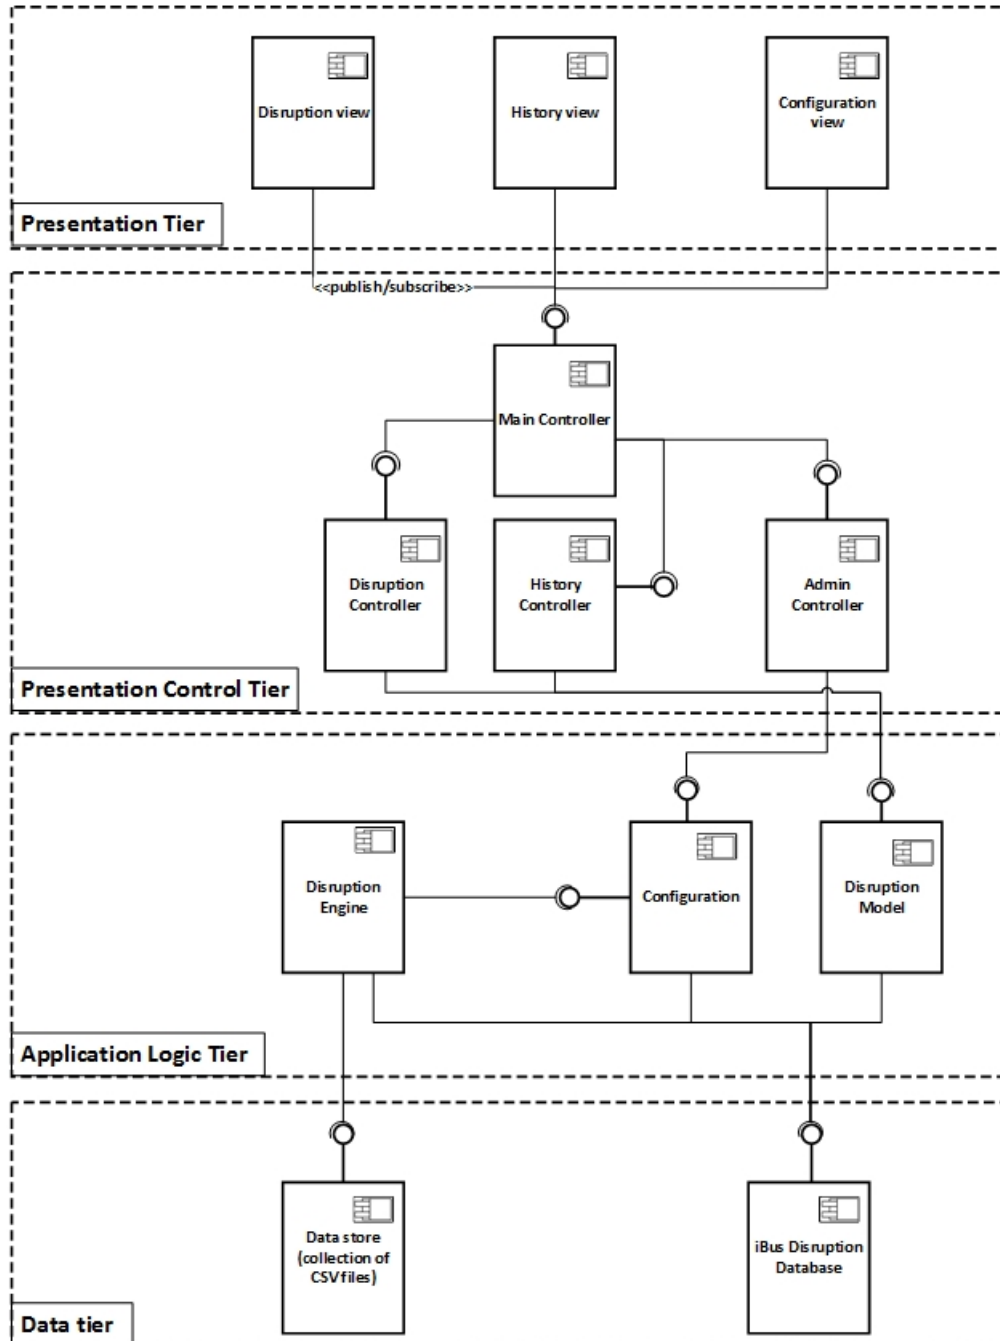 Disruption view
History view
Configuration
view
Presentation Tier
<<publish/subscribe>>
Main Controller
Disruption
Controller
History
Controller
Admin
Controller
Presentation Control Tier
Disruption
Engine
Configuration
Disruption
Model
Application Logic Tier
Data store
(collection of
CSV files)
iBus Disruption
Database
Data tier